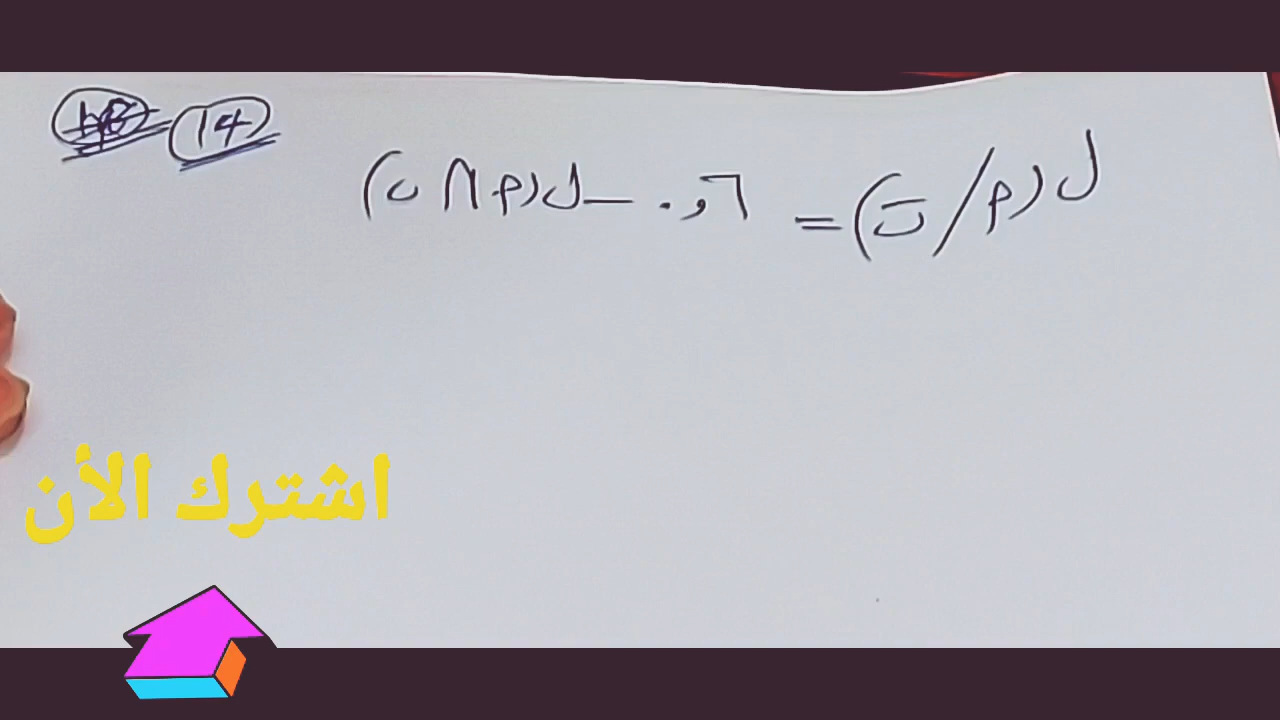 14
ل(م/ن̄) = ٠,٦ – ل(م ∩ ن)
اشترك الأن